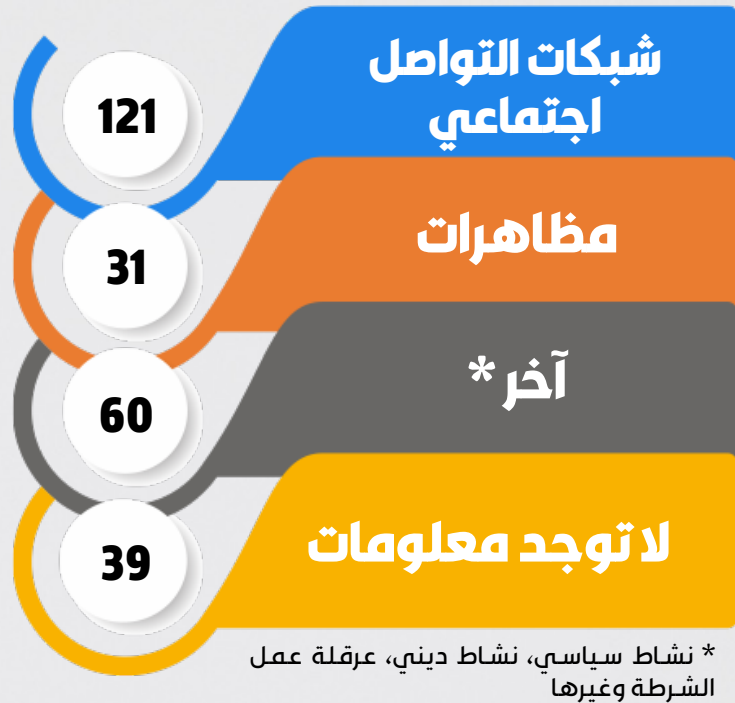 شبكات التواصل
اجتماعي
121
مظاهرات
31
آخر *
60
لا توجد معلومات
39
* نشاط سياسي، نشاط ديني، عرقلة عمل
الشرطة وغيرها